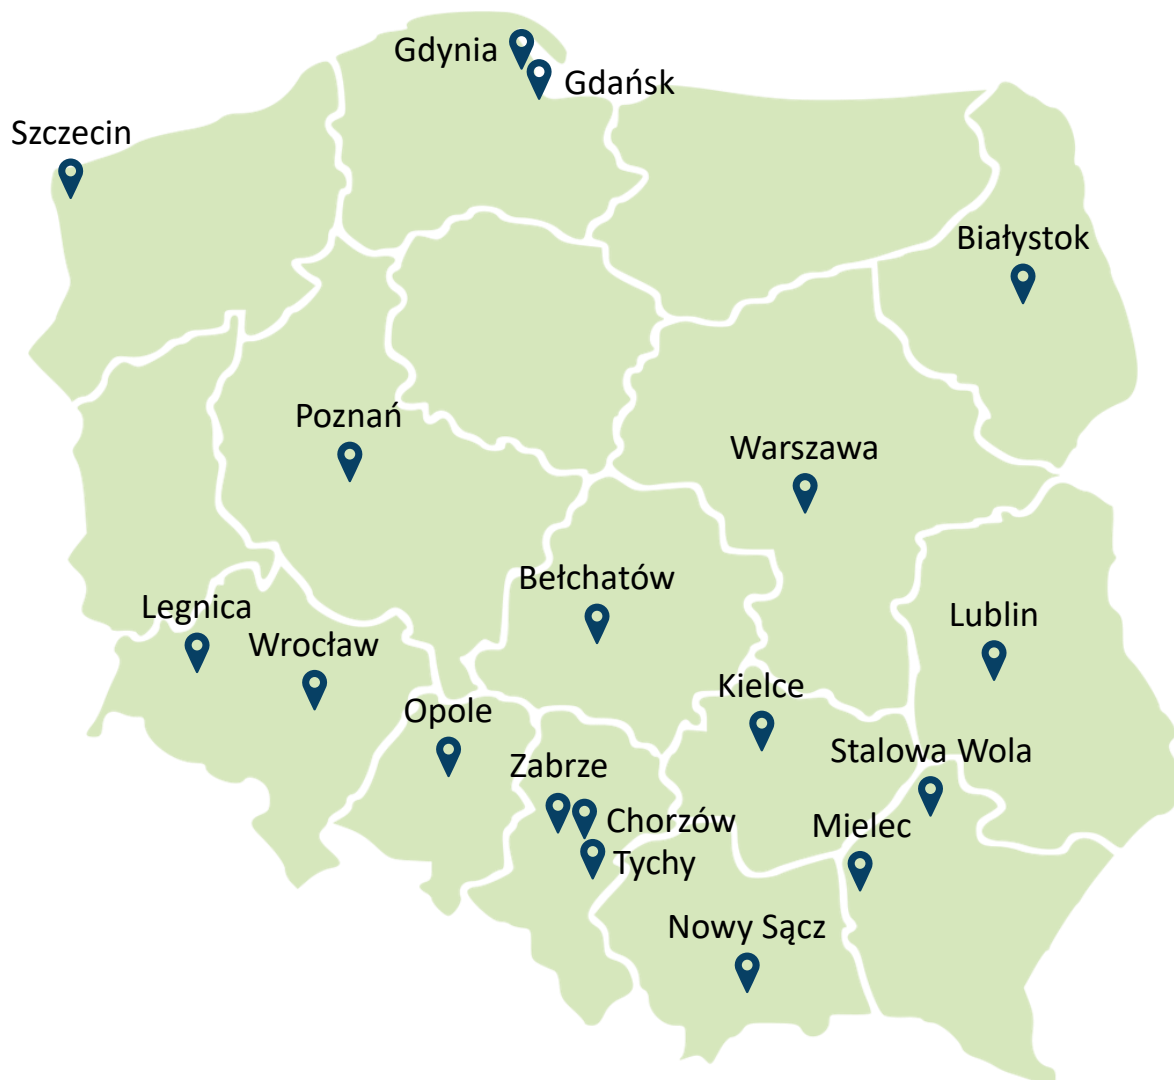 Gdynia
Gdańsk
Szczecin
Białystok
Poznań
Warszawa
Bełchatów
Legnica
Lublin
Wrocław
Kielce
Opole
Stalowa Wola
Zabrze
Chorzów
Mielec
Tychy
Nowy Sącz